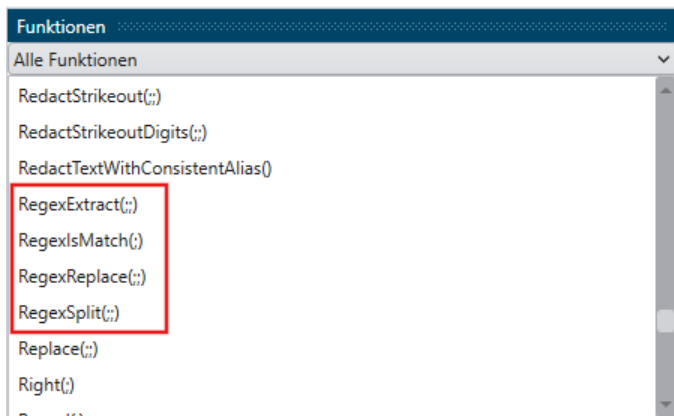 Funktionen
Alle Funktionen
RedactStrikeout(;;)
RedactStrikeoutDigits(;;)
RedactTextWithConsistentAlias()
RegexExtract(;;)
RegexIsMatch(;)
RegexReplace(;;)
RegexSplit(;;)
Replace(;;)
Right(;)